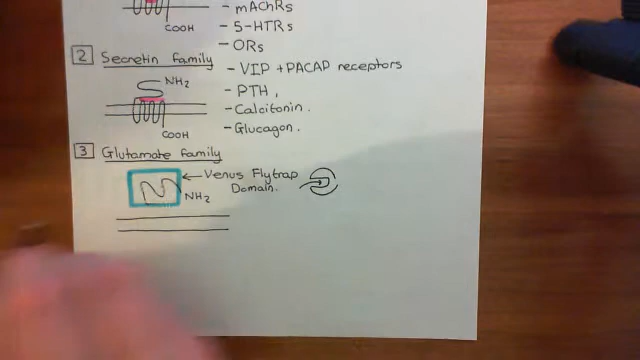 - mAChRs
COOH
- 5-HTRs
- ORs
2 Secretin Family
- VIP + PACAP receptors
NH2
- PTH,
- Calcitonin.
COOH
- Glucagon.
3 Glutamate Family
Venus Flytrap
Domain.
NH2